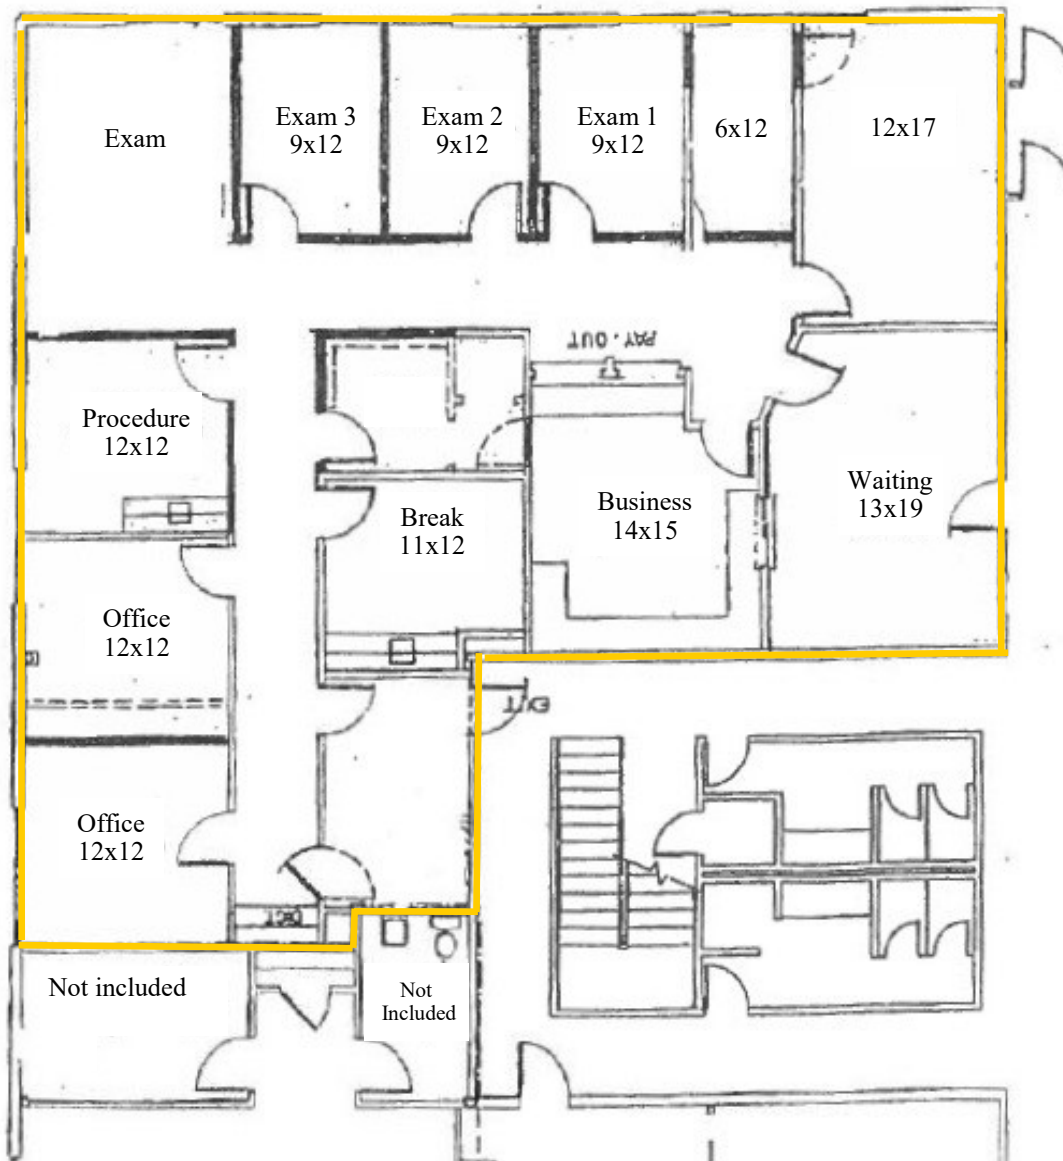 Exam
Exam 3
9x12
Exam 2
9x12
Exam 1
9x12
6x12
12x17
PAY. OUT
Procedure
12x12
Break
11x12
Business
14x15
Waiting
13x19
Office
12x12
EXIT
Office
12x12
Not included
Not
Included